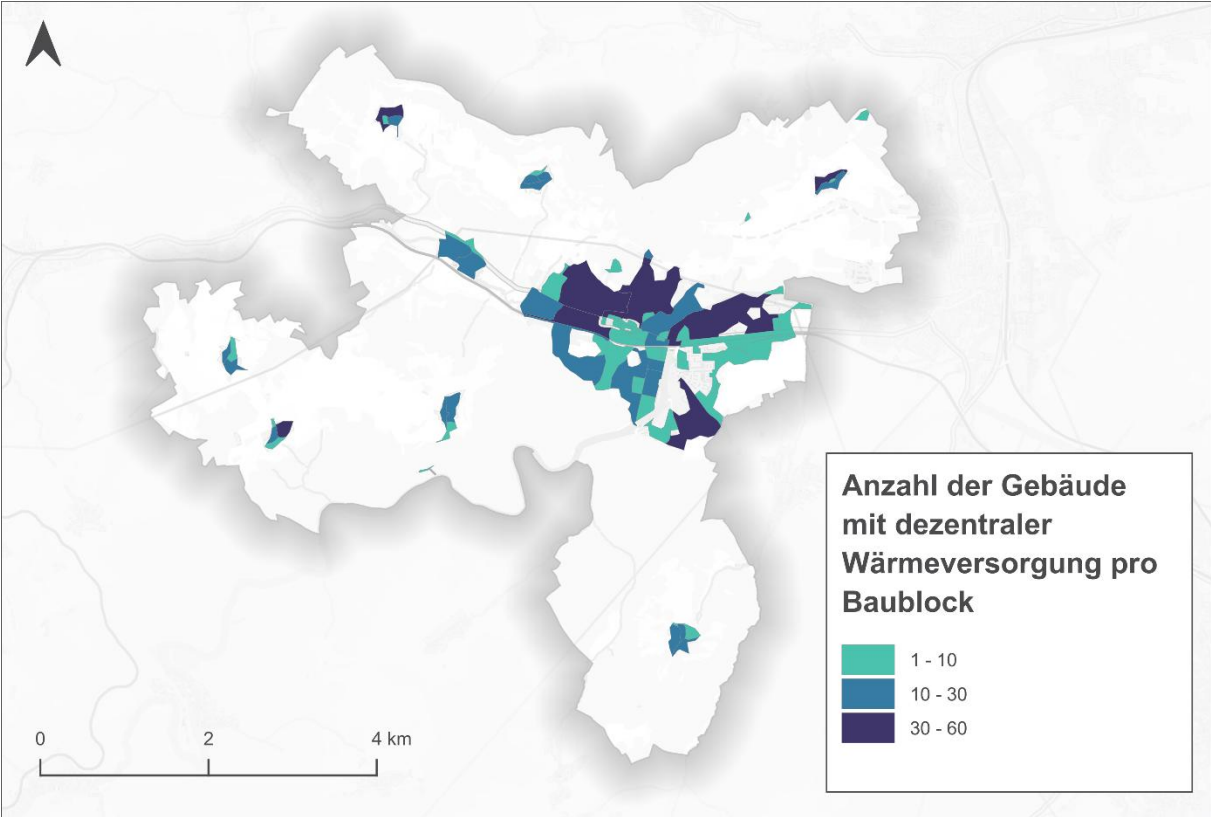 Anzahl der Gebäude
mit dezentraler
Wärmeversorgung pro
Baublock
1 - 10
10 - 30
30 - 60
0 2 4 km